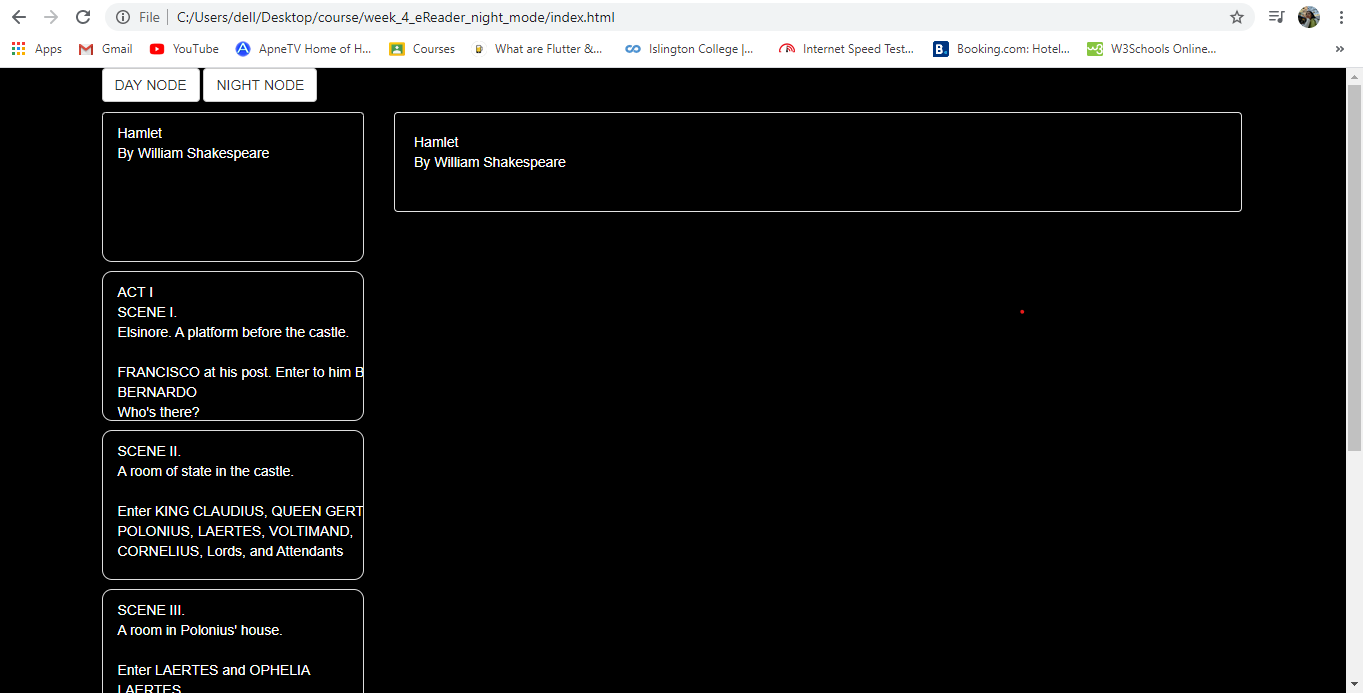 File C:/Users/dell/Desktop/course/week_4_eReader_night_mode/index.html
Apps Gmail YouTube ApneTV Home of H... Courses What are Flutter &... Islington College |... Internet Speed Test... Booking.com: Hotel... W3Schools Online... »
DAY NODE NIGHT NODE
Hamlet
By William Shakespeare
Hamlet
By William Shakespeare
ACT I
SCENE I.
Elsinore. A platform before the castle.
FRANCISCO at his post. Enter to him B
BERNARDO
Who's there?
SCENE II.
A room of state in the castle.
Enter KING CLAUDIUS, QUEEN GERT
POLONIUS, LAERTES, VOLTIMAND,
CORNELIUS, Lords, and Attendants
SCENE III.
A room in Polonius' house.
Enter LAERTES and OPHELIA
LAERTES